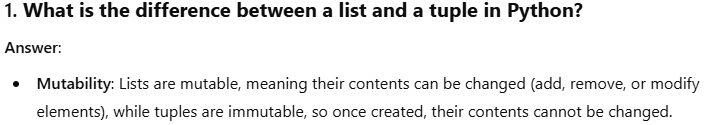 1. What is the difference between a list and a tuple in Python?
Answer:
• Mutability: Lists are mutable, meaning their contents can be changed (add, remove, or modify
elements), while tuples are immutable, so once created, their contents cannot be changed.